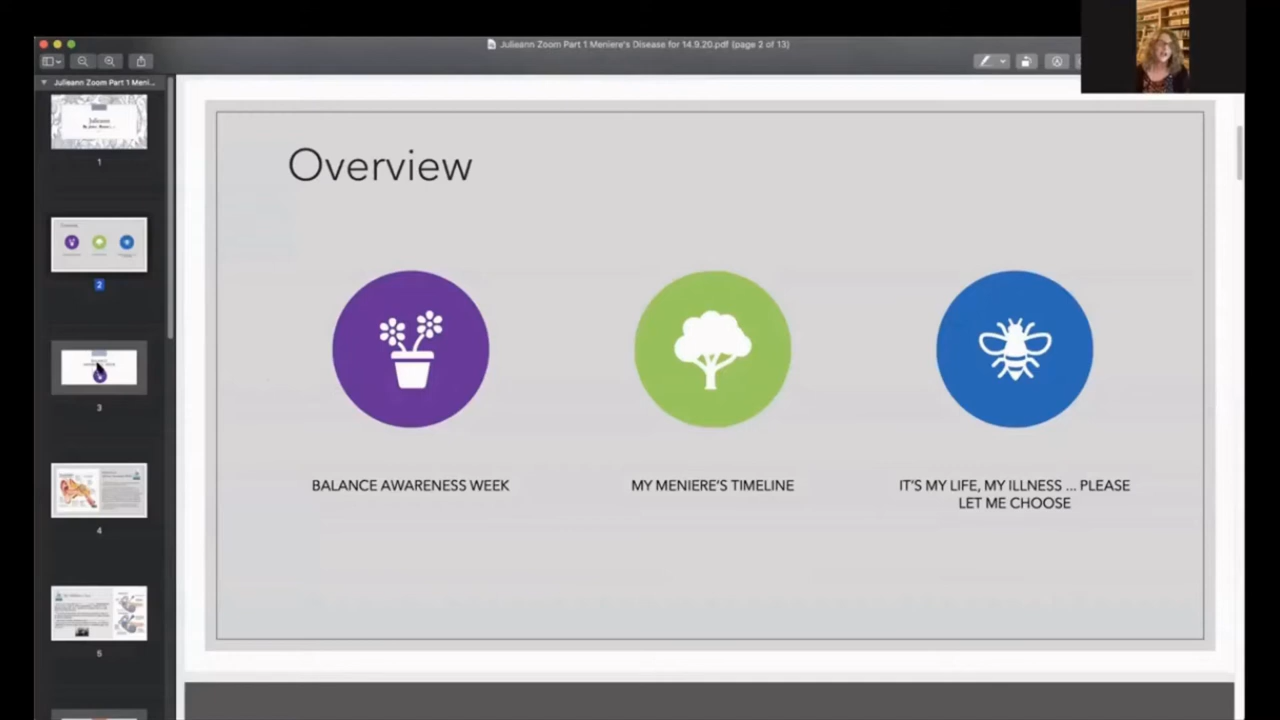 Julieann Zoom Part 1 Meniere's Disease for 14.9.20.pdf (page 2 of 13)
Julieann Zoom Part 1 Meni...
Julieann
1
Overview
2
3
4
5
Overview
BALANCE AWARENESS WEEK
MY MENIERE'S TIMELINE
IT'S MY LIFE, MY ILLNESS ... PLEASE
LET ME CHOOSE